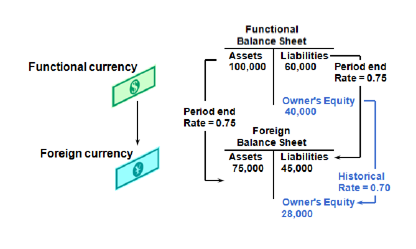 Functional
Balance Sheet
Assets Liabilities
100,000 60,000
Functional currency
Period end
Rate = 0.75
Owner's Equity
40,000
Period end
Rate = 0.75
Foreign
Balance Sheet
Foreign currency
Assets Liabilities
75,000 45,000
Historical
Rate = 0.70
Owner's Equity
28,000